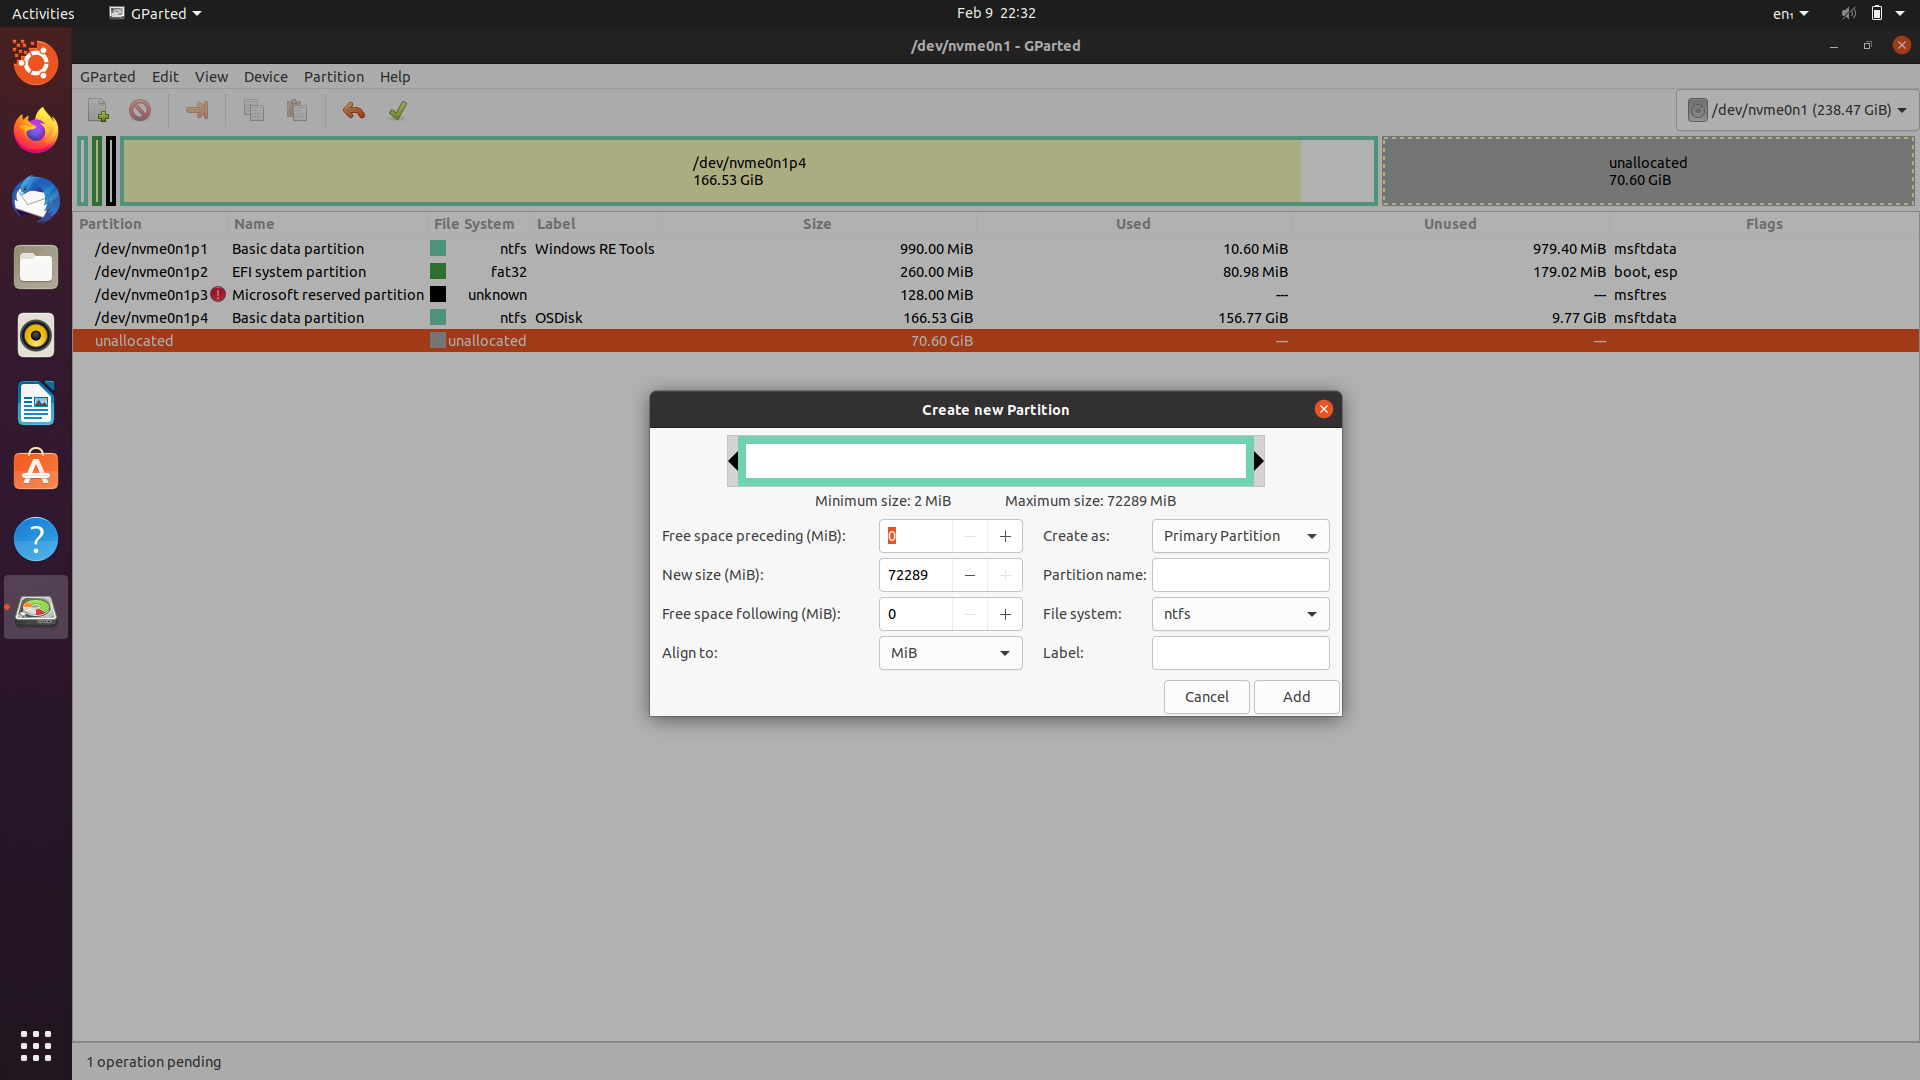 Activities GParted Feb 9 22:32 en₁
/dev/nvme0n1 - GParted
GParted Edit View Device Partition Help
/dev/nvme0n1 (238.47 GiB)
/dev/nvme0n1p4
166.53 GiB
unallocated
70.60 GiB
Partition Name File System Label Size Used Unused Flags
/dev/nvme0n1p1 Basic data partition ntfs Windows RE Tools 990.00 MiB 10.60 MiB 979.40 MiB msftdata
/dev/nvme0n1p2 EFI system partition fat32 260.00 MiB 80.98 MiB 179.02 MiB boot, esp
/dev/nvme0n1p3 Microsoft reserved partition unknown 128.00 MiB --- --- msftres
/dev/nvme0n1p4 Basic data partition ntfs OSDisk 166.53 GiB 156.77 GiB 9.77 GiB msftdata
unallocated unallocated 70.60 GiB --- ---
Create new Partition
Minimum size: 2 MiB Maximum size: 72289 MiB
Free space preceding (MiB): 0 Create as: Primary Partition
New size (MiB): 72289 Partition name:
Free space following (MiB): 0 File system: ntfs
Align to: MiB Label:
Cancel Add
1 operation pending